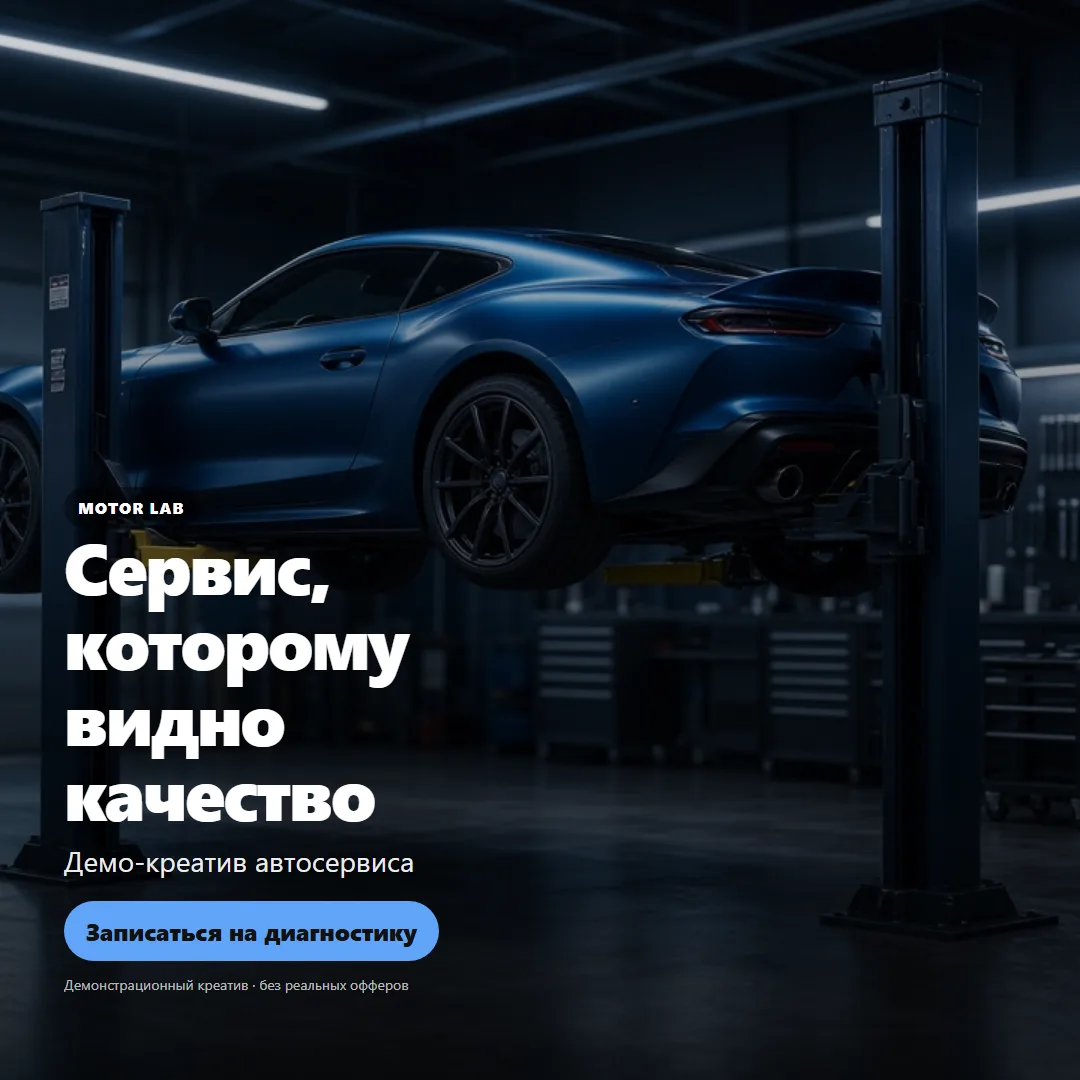 MOTOR LAB
Сервис,
которому
видно
качество
Демо-креатив автосервиса
Записаться на диагностику
Демонстрационный креатив · без реальных офферов